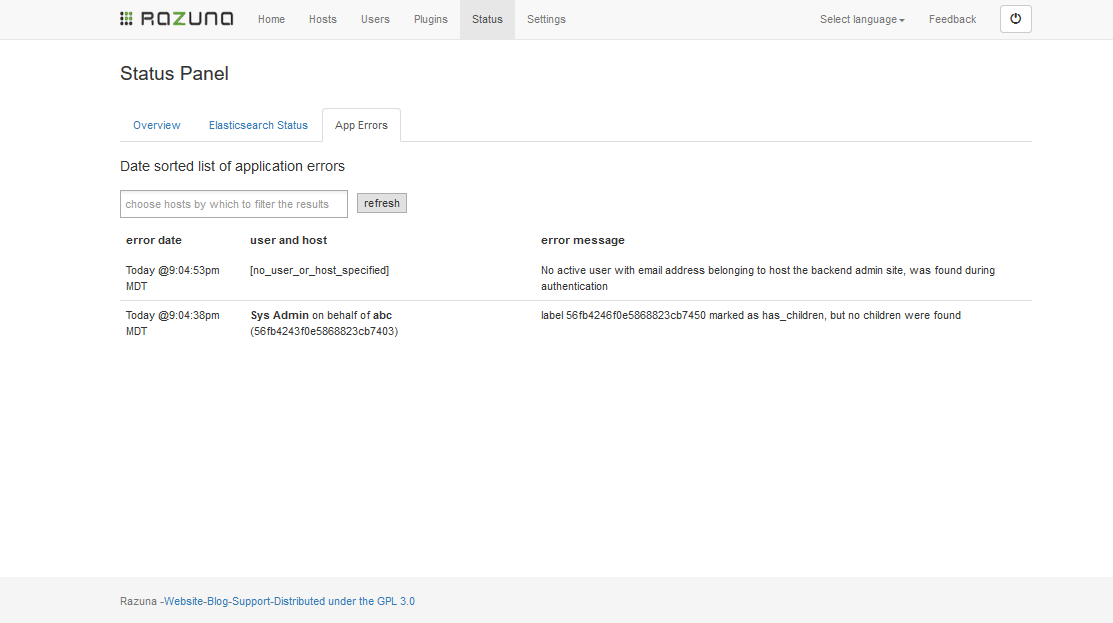 RAZUNA Home Hosts Users Plugins Status Settings Select language Feedback
Status Panel
Overview Elasticsearch Status App Errors
Date sorted list of application errors
choose hosts by which to filter the results refresh
error date user and host error message
Today @9:04:53pm [no_user_or_host_specified] No active user with email address belonging to host the backend admin site, was found during
MDT authentication
Today @9:04:38pm Sys Admin on behalf of abc label 56fb4246f0e5868823cb7450 marked as has_children, but no children were found
MDT (56fb4243f0e5868823cb7403)
Razuna -Website-Blog-Support-Distributed under the GPL 3.0